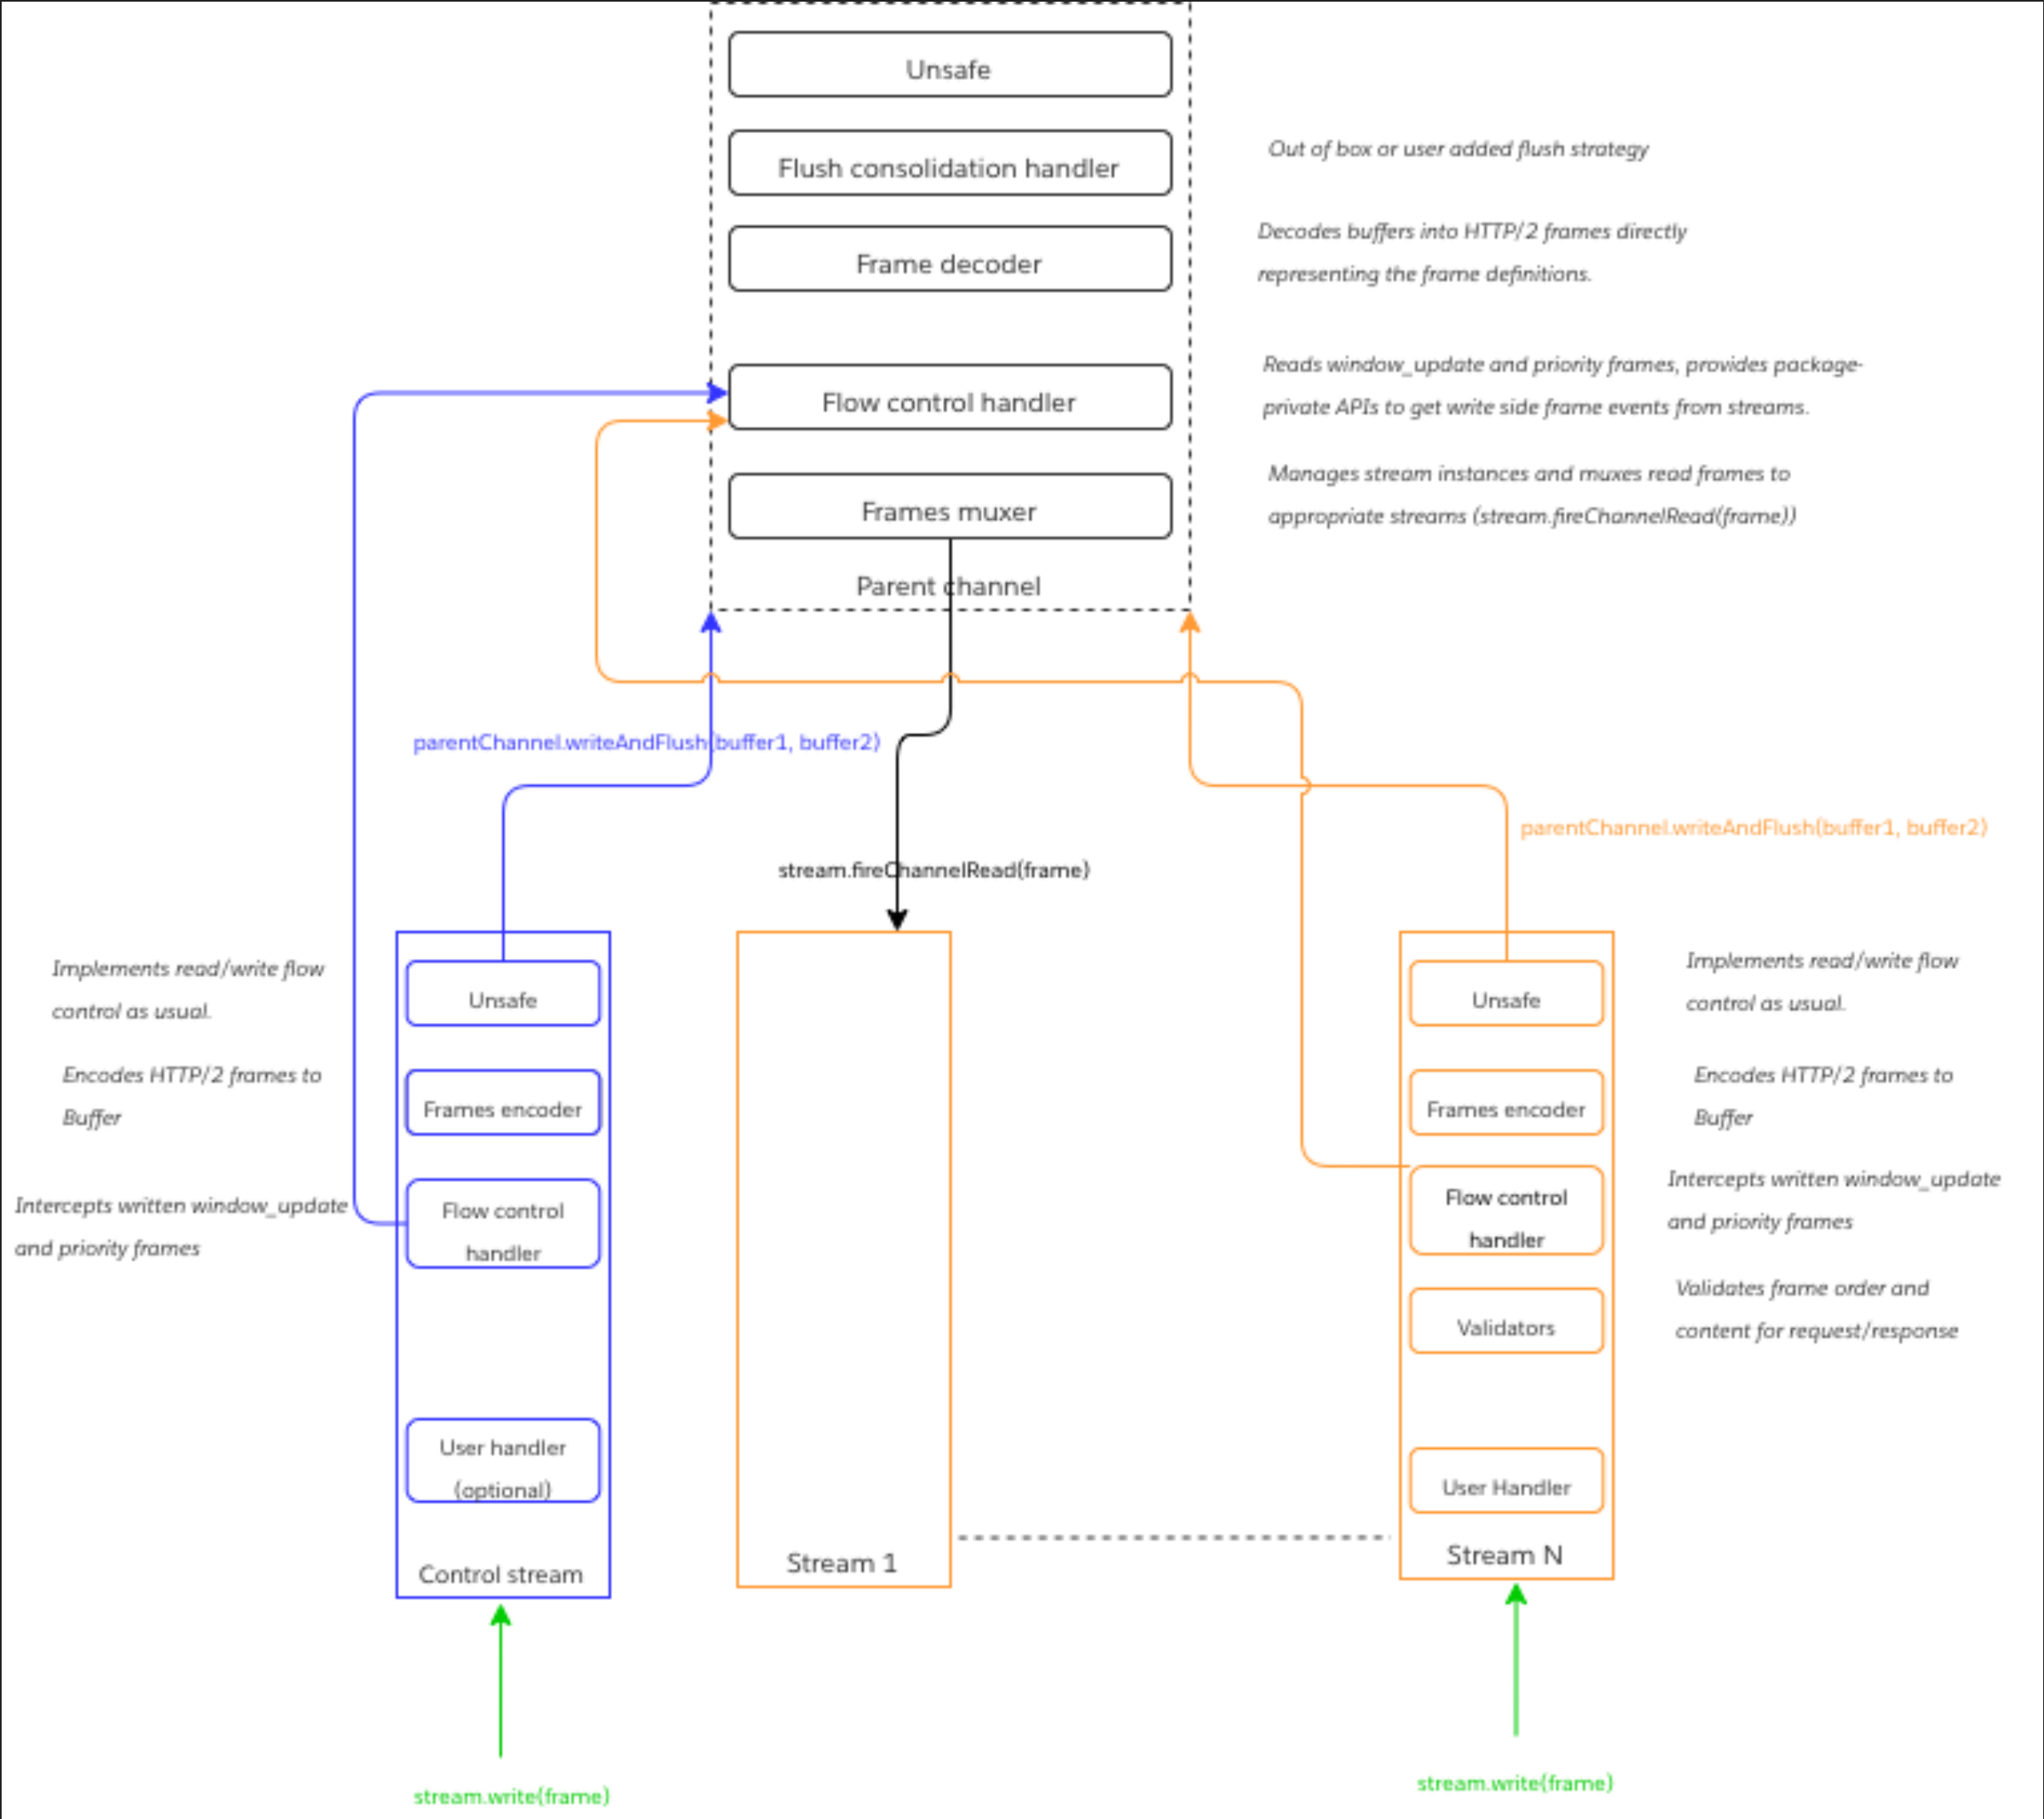 Unsafe
Flush consolidation handler
Out of box or user added flush strategy
Frame decoder
Decodes buffers into HTTP/2 frames directly
representing the frame definitions.
Flow control handler
Reads window_update and priority frames, provides package-
private APIs to get write side frame events from streams.
Frames muxer
Manages stream instances and muxes read frames to
appropriate streams (stream.fireChannelRead(frame))
Parent channel
parentChannel.writeAndFlush(buffer1, buffer2)
parentChannel.writeAndFlush(buffer1, buffer2)
stream.fireChannelRead(frame)
Implements read/write flow
control as usual.
Unsafe
Encodes HTTP/2 frames to
Buffer
Frames encoder
Intercepts written window_update
and priority frames
Flow control
handler
User handler
(optional)
Control stream
stream.write(frame)
Stream 1
Unsafe
Implements read/write flow
control as usual.
Frames encoder
Encodes HTTP/2 frames to
Buffer
Flow control
handler
Intercepts written window_update
and priority frames
Validators
Validates frame order and
content for request/response
User Handler
Stream N
stream.write(frame)